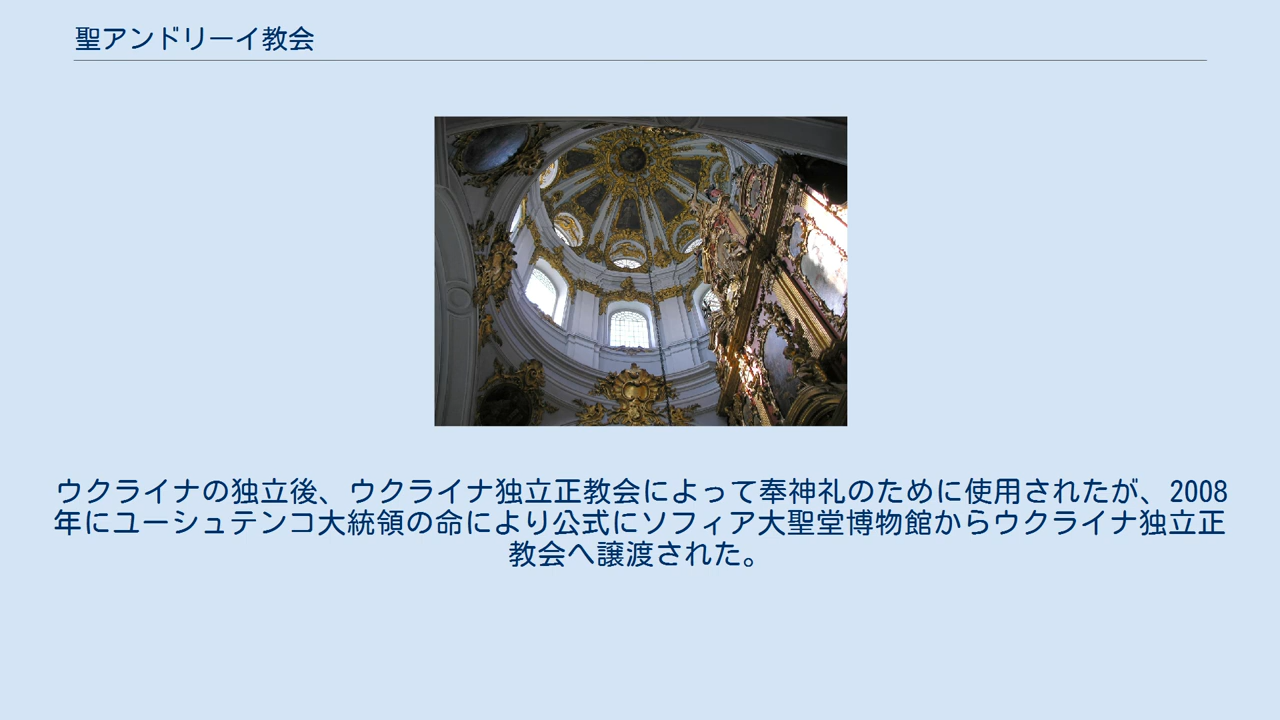 聖アンドリーイ教会
ウクライナの独立後、ウクライナ独立正教会によって奉神礼のために使用されたが、2008
年にユーシュテンコ大統領の命により公式にソフィア大聖堂博物館からウクライナ独立正
教会へ譲渡された。